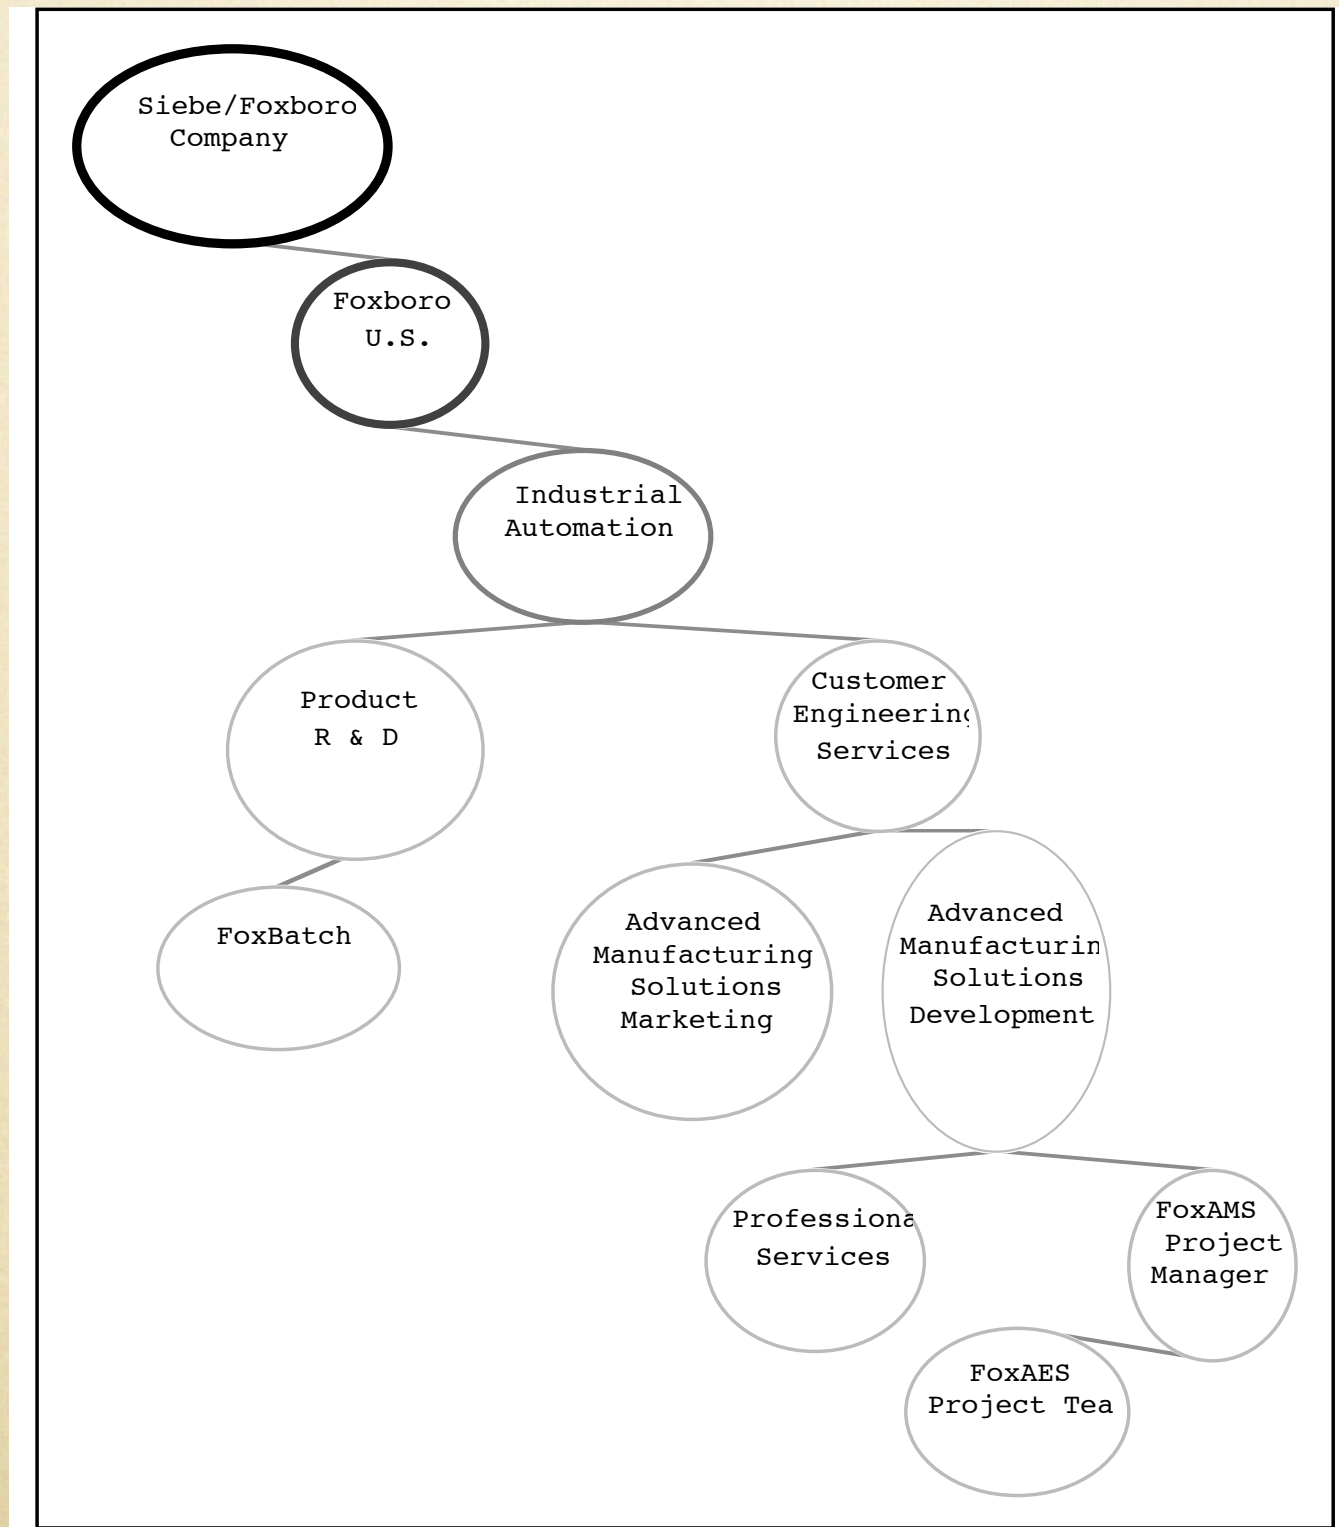 Siebe/Foxboro
Company
Foxboro
U.S.
Industrial
Automation
Product
R & D
Customer
Engineering
Services
FoxBatch
Advanced
Manufacturing
Solutions
Marketing
Advanced
Manufacturin
Solutions
Development
Professiona
Services
FoxAMS
Project
Manager
FoxAES
Project Tea